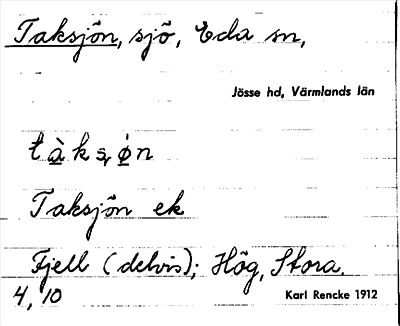 Taksjön, sjö, Eda sn,
Jösse hd, Värmlands län
t à k s, ø n
Taksjön ek
Fjell (delvis); Hög, Stora.
4, 10
Karl Rencke 1912